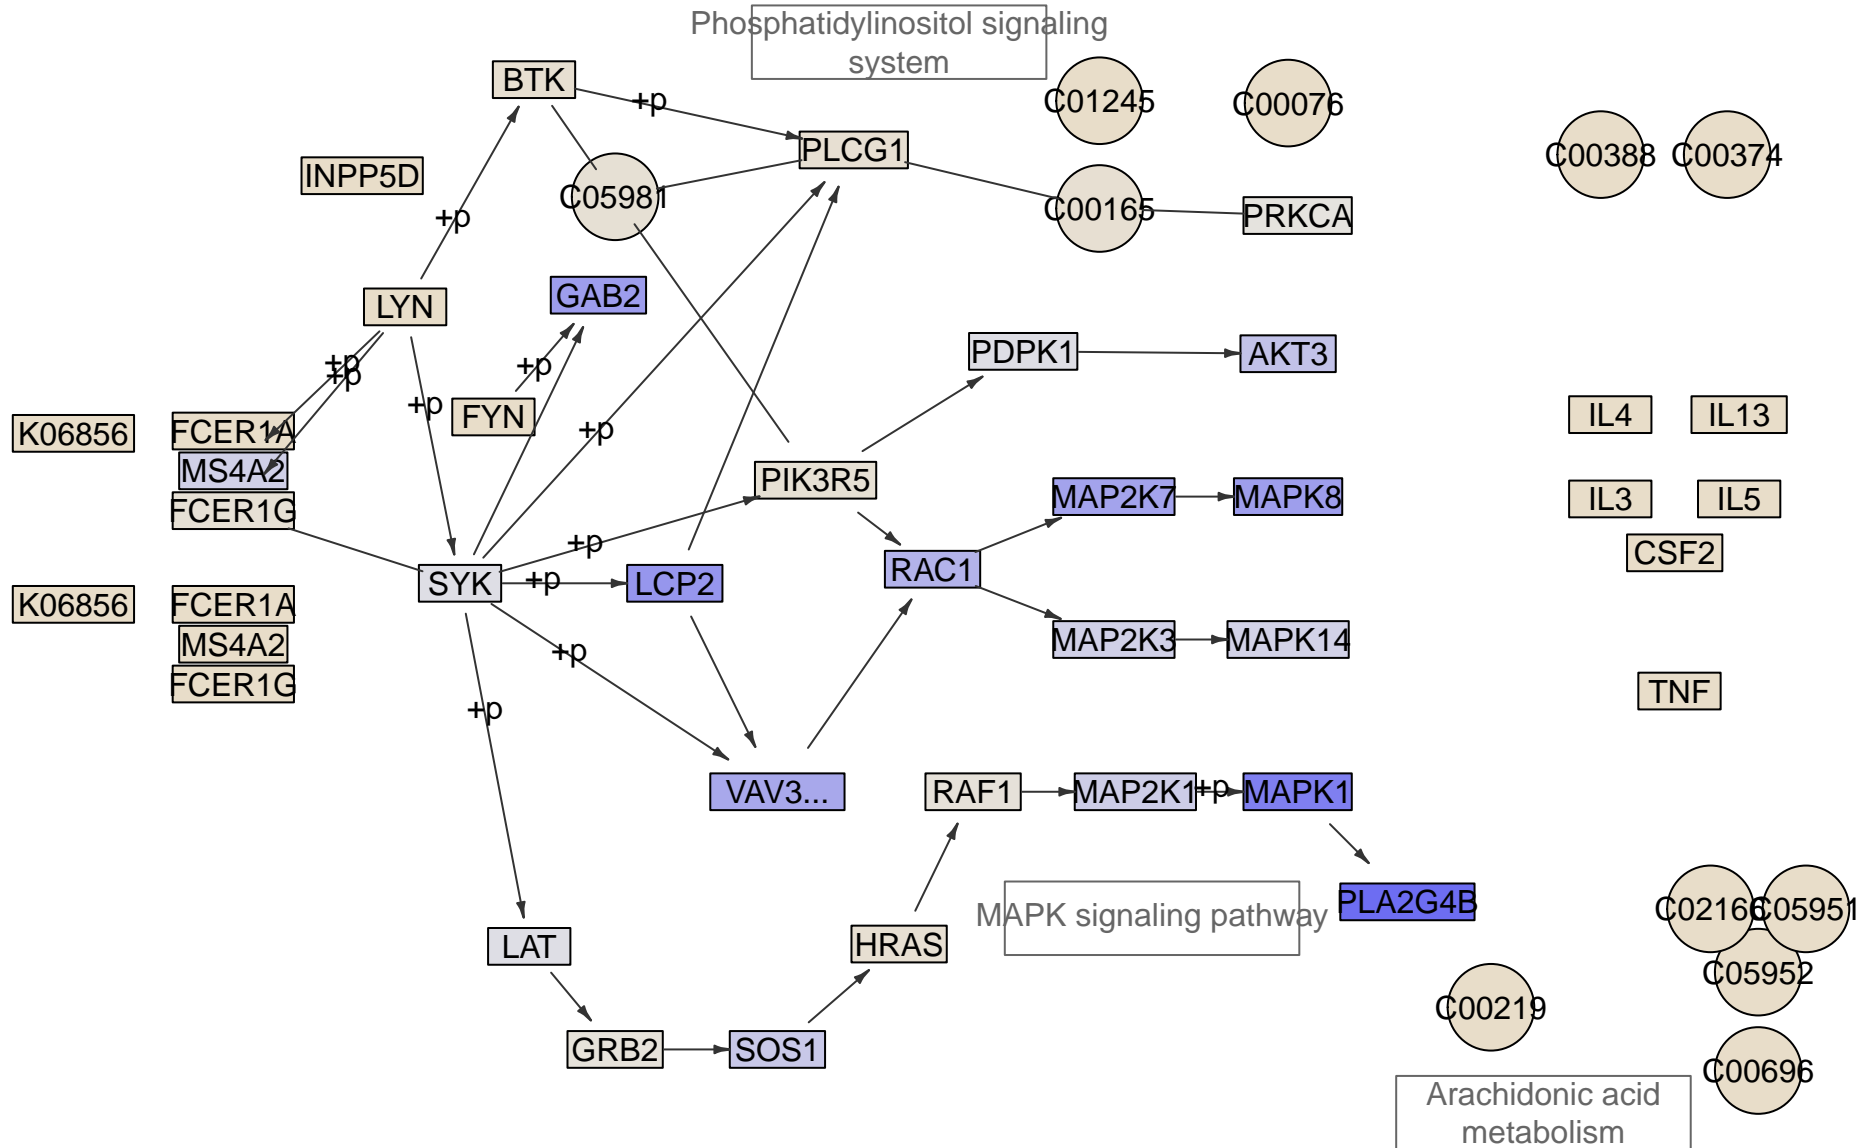 Phosphatidylinositol signaling
system
BTK
+p
C01245
C00076
PLCG1
C00388
C00374
INPP5D
C05981
C00165
PRKCA
+p
GAB2
LYN
PDPK1
AKT3
+p
+p
+p
+p
FYN
IL4
IL13
K06856
FCER1A
+p
MS4A2
PIK3R5
MAP2K7
MAPK8
IL3
IL5
FCER1G
+p
CSF2
SYK
+p
LCP2
RAC1
K06856
FCER1A
MS4A2
+p
MAP2K3
MAPK14
FCER1G
TNF
+p
VAV3...
RAF1
MAP2K1
+p
MAPK1
PLA2G4B
C02166
C05951
MAPK signaling pathway
LAT
HRAS
C05952
C00219
GRB2
SOS1
C00696
Arachidonic acid
metabolism